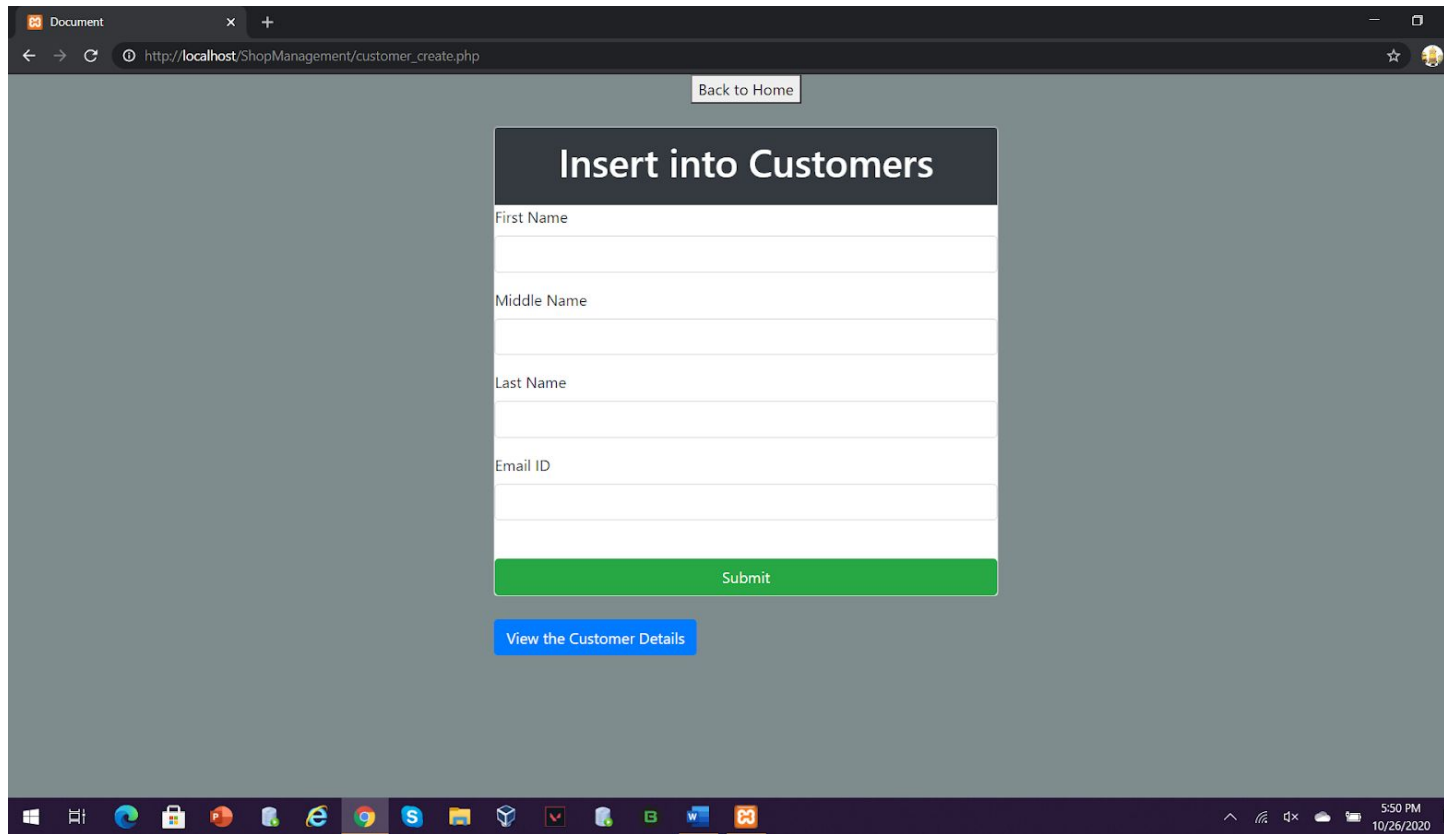 Document
http://localhost/ShopManagement/customer_create.php
Back to Home
Insert into Customers
First Name
Middle Name
Last Name
Email ID
Submit
View the Customer Details
5:50 PM
10/26/2020